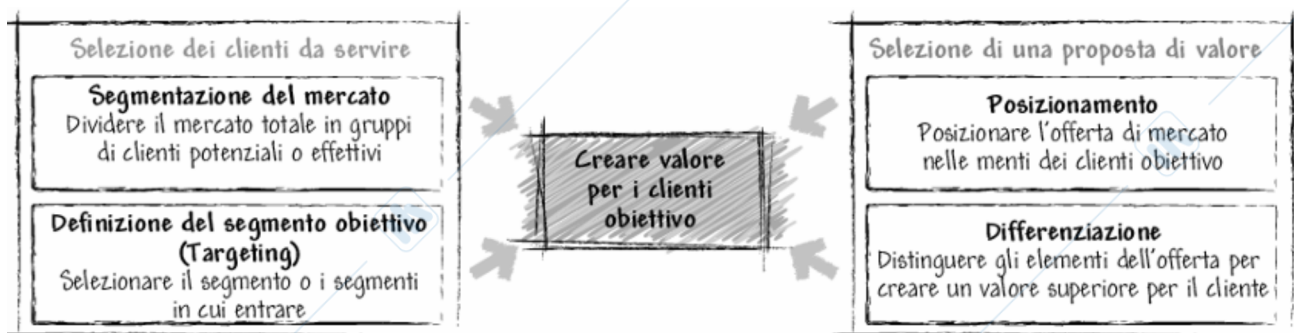 Selezione dei clienti da servire
Segmentazione del mercato
Dividere il mercato totale in gruppi
di clienti potenziali o effettivi
Definizione del segmento obiettivo
(Targeting)
Selezionare il segmento o i segmenti
in cui entrare
Creare valore
per i clienti
obiettivo
Selezione di una proposta di valore
Posizionamento
Posizionare l'offerta di mercato
nelle menti dei clienti obiettivo
Differenziazione
Distinguere gli elementi dell'offerta per
creare un valore superiore per il cliente